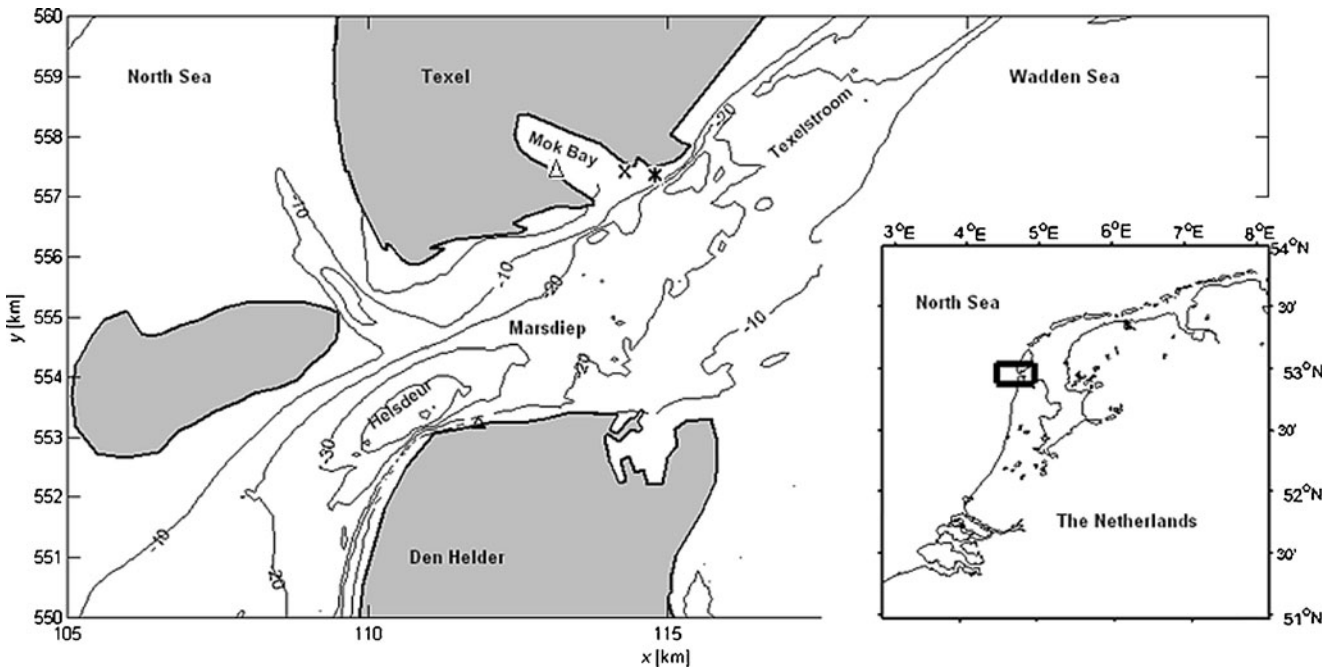 560
559
558
557
556
555
554
553
552
551
550
y [km]
105
110
115
x [km]
North Sea
Texel
Wadden Sea
Mok Bay
Texelstroom
-20
-10
-10
-20
Marsdiep
-10
-20
Helsdeur
-30
-10
-20
Den Helder
3°E
4°E
5°E
6°E
7°E
8°E
54°N
30'
53°N
30'
52°N
30'
51°N
North Sea
The Netherlands